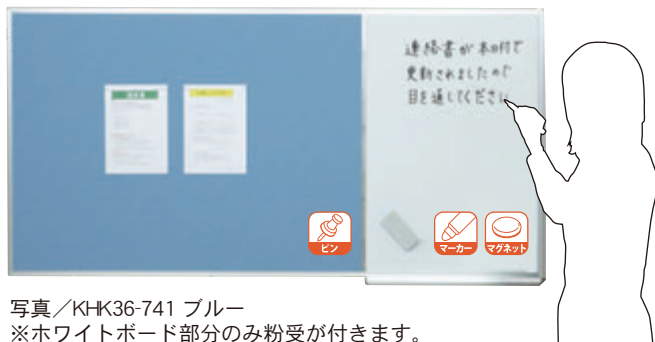 連絡書が本日付で
更新されましたので
目を通してください
ピン
マーカー
マグネット
写真／KHK36-741 ブルー
※ホワイトボード部分のみ粉受が付きます。